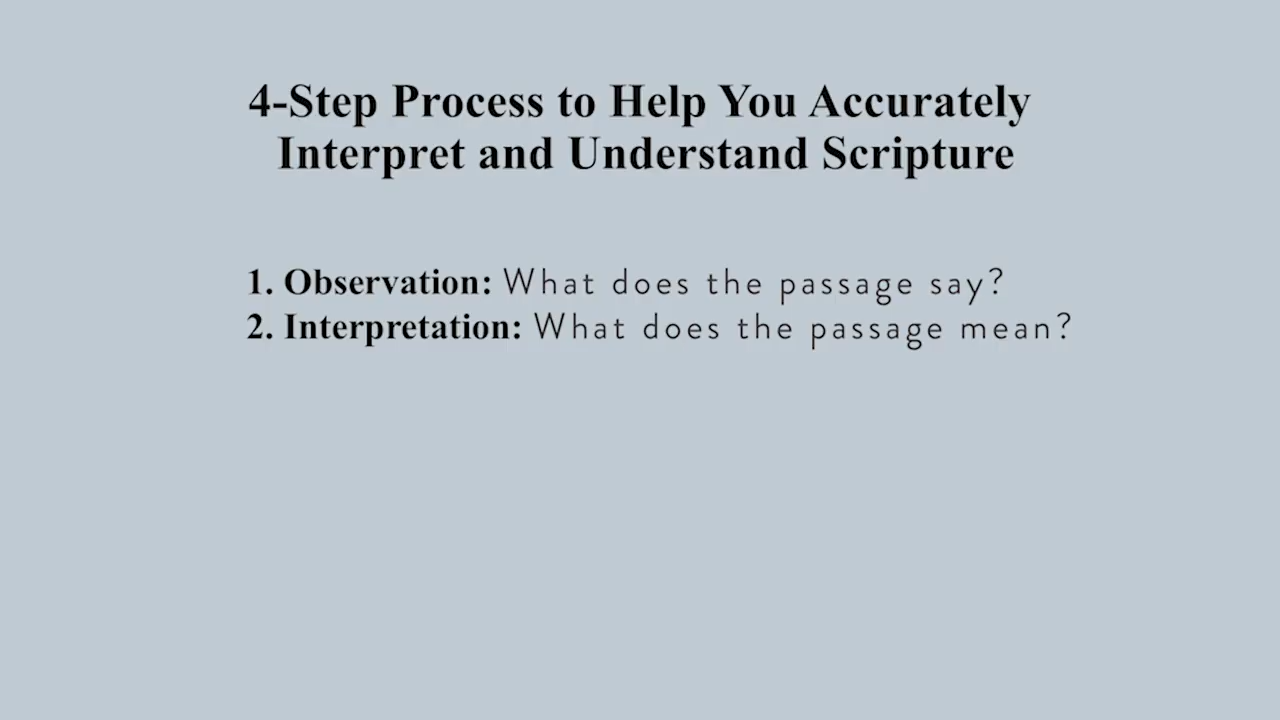 4-Step Process to Help You Accurately
Interpret and Understand Scripture
1. Observation: What does the passage say?
2. Interpretation: What does the passage mean?